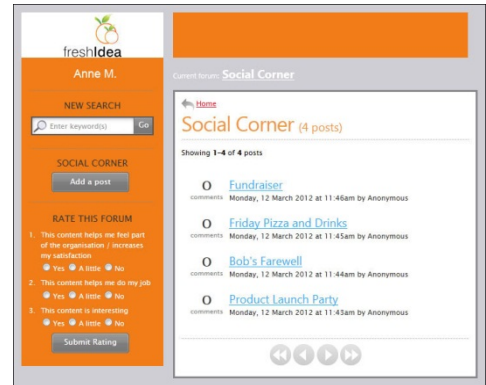 freshIdea
Anne M.
NEW SEARCH
Enter keyword(s) Go
SOCIAL CORNER
Add a post
RATE THIS FORUM
1. This content helps me feel part
of the organisation / increases
my satisfaction
Yes A little No
2. This content helps me do my job
Yes A little No
3. This content is interesting
Yes A little No
Submit Rating
Current forum: Social Corner
Home
Social Corner (4 posts)
Showing 1-4 of 4 posts
0 comments
Fundraiser
Monday, 12 March 2012 at 11:46am by Anonymous
0 comments
Friday Pizza and Drinks
Monday, 12 March 2012 at 11:45am by Anonymous
0 comments
Bob's Farewell
Monday, 12 March 2012 at 11:44am by Anonymous
0 comments
Product Launch Party
Monday, 12 March 2012 at 11:43am by Anonymous